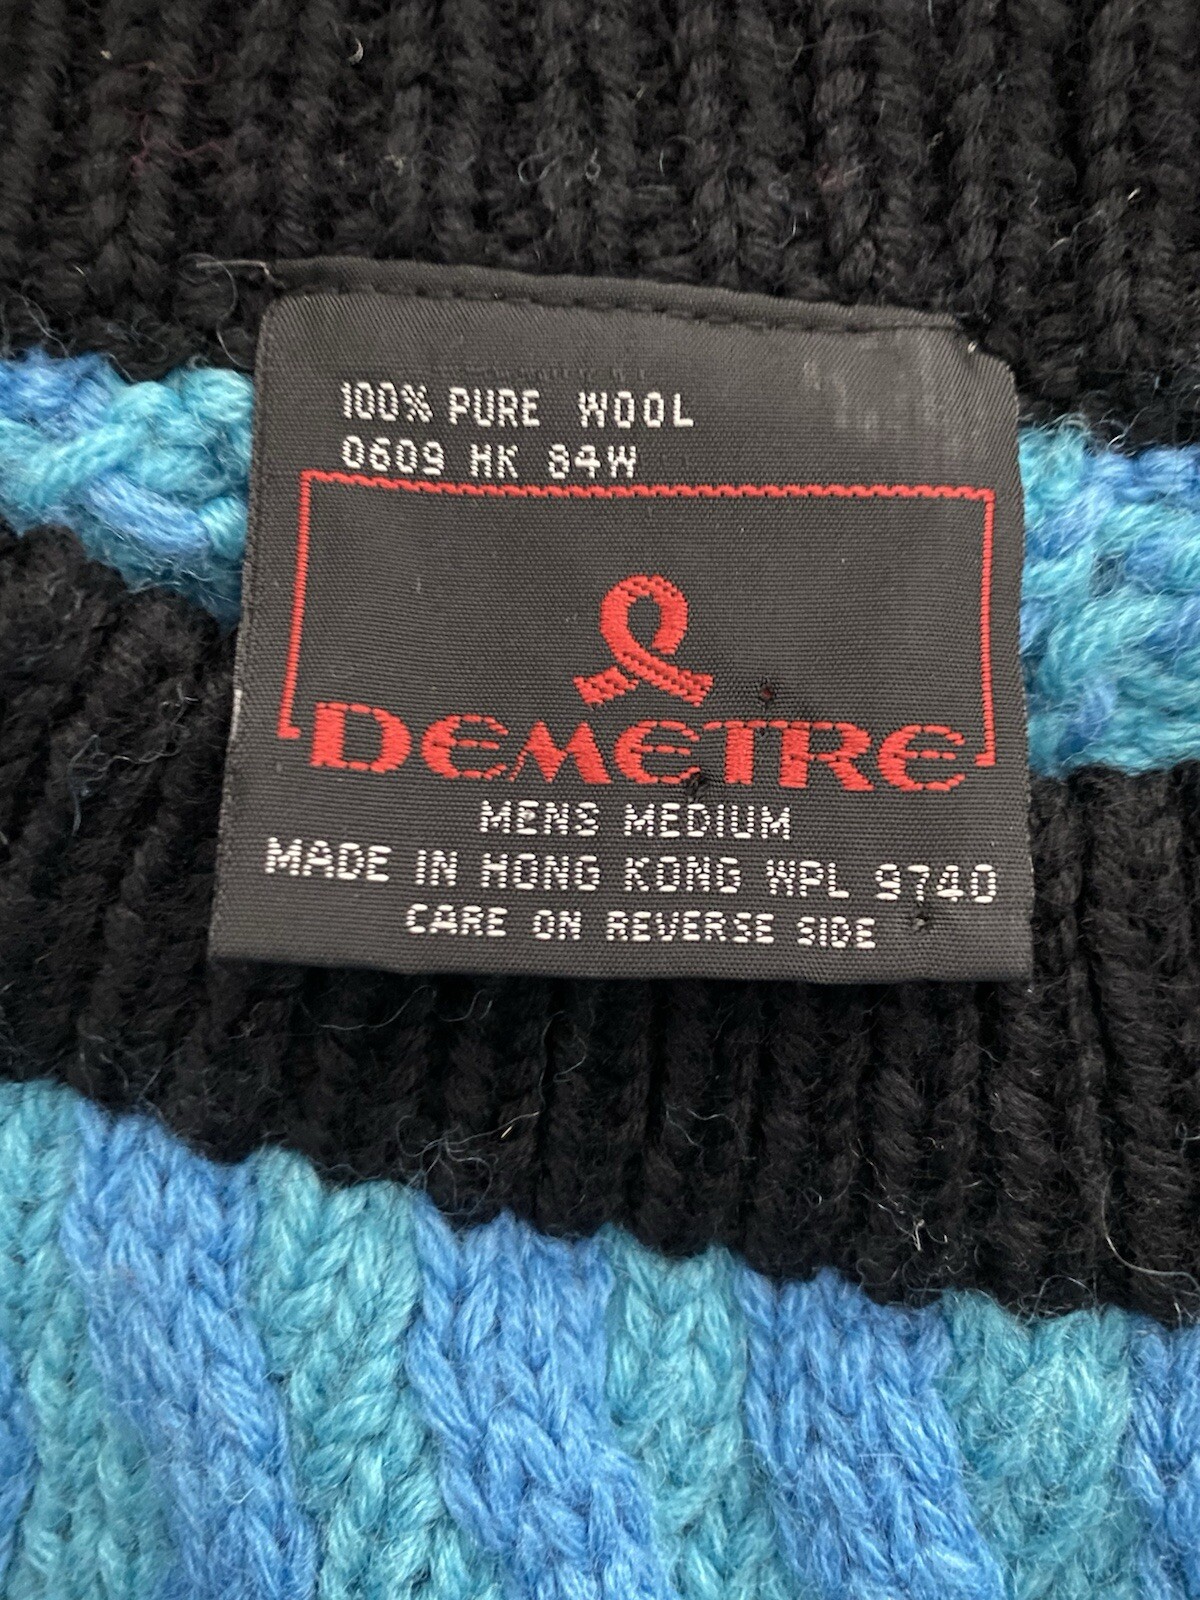 100% PURE WOOL
0609 HK 84W
DEMETRE
MENS MEDIUM
MADE IN HONG KONG WPL 9740
CARE ON REVERSE SIDE